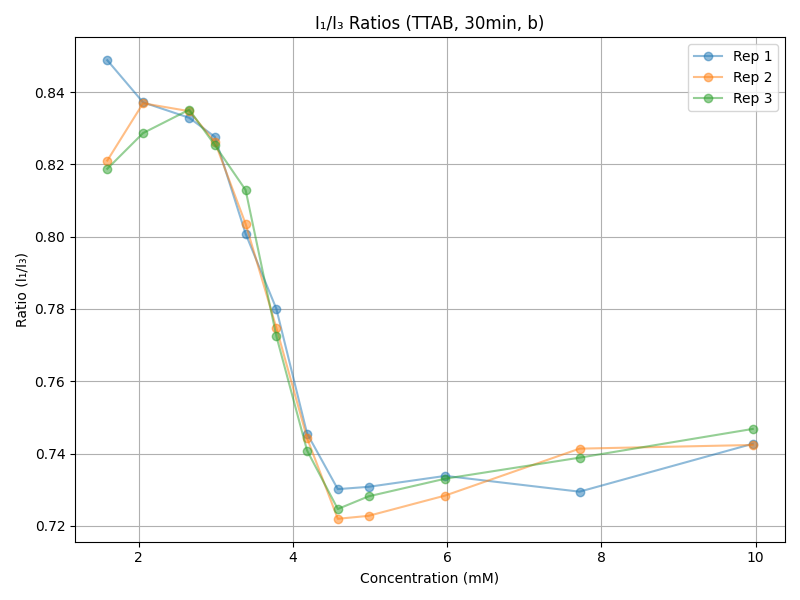 I₁/I₃ Ratios (TTAB, 30min, b)
Rep 1
Rep 2
Rep 3
0.84
0.82
0.80
0.78
0.76
0.74
0.72
Ratio (I₁/I₃)
2
4
6
8
10
Concentration (mM)